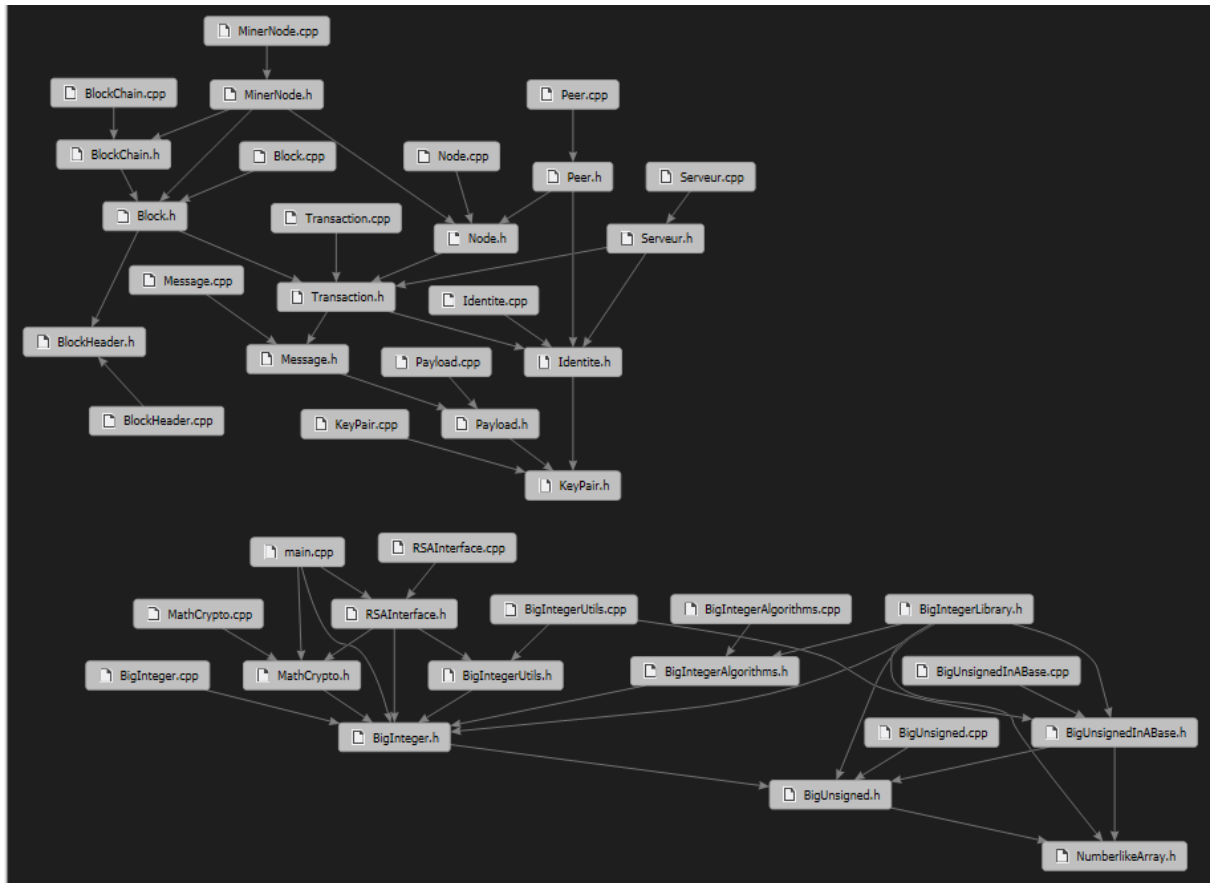 MinerNode.cpp
BlockChain.cpp
MinerNode.h
Peer.cpp
BlockChain.h
Block.cpp
Node.cpp
Peer.h
Serveur.cpp
Block.h
Transaction.cpp
Node.h
Serveur.h
Message.cpp
Transaction.h
Identite.cpp
BlockHeader.h
Message.h
Payload.cpp
Identite.h
BlockHeader.cpp
KeyPair.cpp
Payload.h
KeyPair.h
main.cpp
RSAInterface.cpp
MathCrypto.cpp
RSAInterface.h
BigIntegerUtils.cpp
BigIntegerAlgorithms.cpp
BigIntegerLibrary.h
BigInteger.cpp
MathCrypto.h
BigIntegerUtils.h
BigIntegerAlgorithms.h
BigUnsignedInABase.cpp
BigInteger.h
BigUnsigned.cpp
BigUnsignedInABase.h
BigUnsigned.h
NumberlikeArray.h